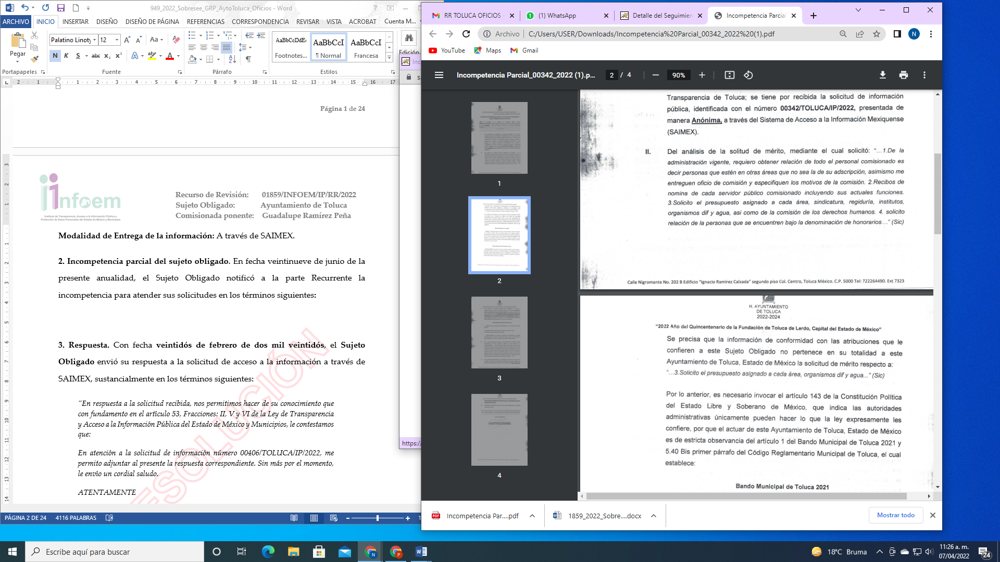 949_2022_Sobresee_GRP_AytoToluca_Oficios - Word
ARCHIVO INICIO INSERTAR DISEÑO DISEÑO DE PÁGINA REFERENCIAS CORRESPONDENCIA REVISAR VISTA ACROBAT Cuenta M...
Pegar
Palatino Linoty 12
N K S abc x₂ x²
AaBbCcDdEe AaBbCcI AaBbCcI
Footnotes... ¶ Normal Francesa
Edición
Portapapeles Fuente Párrafo Estilos
Página 1 de 24
infoem
Instituto de Transparencia, Acceso a la Información Pública y
Protección de Datos Personales del Estado de México y Municipios
Recurso de Revisión: 01859/INFOEM/IP/RR/2022
Sujeto Obligado: Ayuntamiento de Toluca
Comisionada ponente: Guadalupe Ramírez Peña
Modalidad de Entrega de la información: A través de SAIMEX.
2. Incompetencia parcial del sujeto obligado. En fecha veintinueve de junio de la
presente anualidad, el Sujeto Obligado notificó a la parte Recurrente la
incompetencia para atender sus solicitudes en los términos siguientes:
3. Respuesta. Con fecha veintidós de febrero de dos mil veintidós, el Sujeto
Obligado envió su respuesta a la solicitud de acceso a la información a través de
SAIMEX, sustancialmente en los términos siguientes:
“En respuesta a la solicitud recibida, nos permitimos hacer de su conocimiento que
con fundamento en el artículo 53, Fracciones: II, V y VI de la Ley de Transparencia
y Acceso a la Información Pública del Estado de México y Municipios, le contestamos
que:
En atención a la solicitud de información número 00406/TOLUCA/IP/2022, me
permito adjuntar al presente la respuesta correspondiente. Sin más por el momento,
le envío un cordial saludo.
ATENTAMENTE
ESOLUCIÓN
PÁGINA 2 DE 24 4116 PALABRAS
https://
RR TOLUCA OFICIOS (1) WhatsApp Detalle del Seguimien Incompetencia Parcial
Archivo C:/Users/USER/Downloads/Incompetencia%20Parcial_00342_2022%20(1).pdf
N
YouTube Maps Gmail
Incompetencia Parcial_00342_2022 (1).p... 2 / 4 90%
1
2
3
4
Transparencia de Toluca; se tiene por recibida la solicitud de información
pública, identificada con el número 00342/TOLUCA/IP/2022, presentada de
manera Anónima, a través del Sistema de Acceso a la Información Mexiquense
(SAIMEX).
II. Del análisis de la solitud de mérito, mediante el cual solicitó: “...1.De la
administración vigente, requiero obtener relación de todo el personal comisionado es
decir personas que estén en otras áreas que no sea la de su adscripción, asimismo me
entreguen oficio de comisión y especifiquen los motivos de la comisión. 2.Recibos de
nomina de cada servidor público comisionado incluyendo sus actuales funciones.
3.Solicito el presupuesto asignado a cada área, sindicatura, regiduría, institutos,
organismos dif y agua, asi como de la comisión de los derechos humanos. 4. solicito
relación de la personas que se encuentren bajo la denominación de honorarios...” (Sic)
Calle Nigromante No. 202 B Edificio “Ignacio Ramírez Calzada” segundo piso Col. Centro, Toluca México. C.P. 5000 Tel: 722264490. Ext 7323
H. AYUNTAMIENTO
DE TOLUCA
2022-2024
“2022 Año del Quincentenario de la Fundación de Toluca de Lerdo, Capital del Estado de México”
Se precisa que la información de conformidad con las atribuciones que le
confieren a este Sujeto Obligado no pertenece en su totalidad a este
Ayuntamiento de Toluca, Estado de México la solicitud de mérito respecto a:
“...3.Solicito el presupuesto asignado a cada área, organismos dif y agua...” (Sic)
Por lo anterior, es necesario invocar el artículo 143 de la Constitución Política
del Estado Libre y Soberano de México, que indica las autoridades
administrativas únicamente pueden hacer lo que la ley expresamente les
confiere, por que el actuar de este Ayuntamiento de Toluca, Estado de México
es de estricta observancia del artículo 1 del Bando Municipal de Toluca 2021 y
5.40 Bis primer párrafo del Código Reglamentario Municipal de Toluca, el cual
establece:
Bando Municipal de Toluca 2021
Incompetencia Par....pdf 1859_2022_Sobre....docx Mostrar todo
Escribe aquí para buscar
18°C Bruma
11:26 a. m.
07/04/2022
24